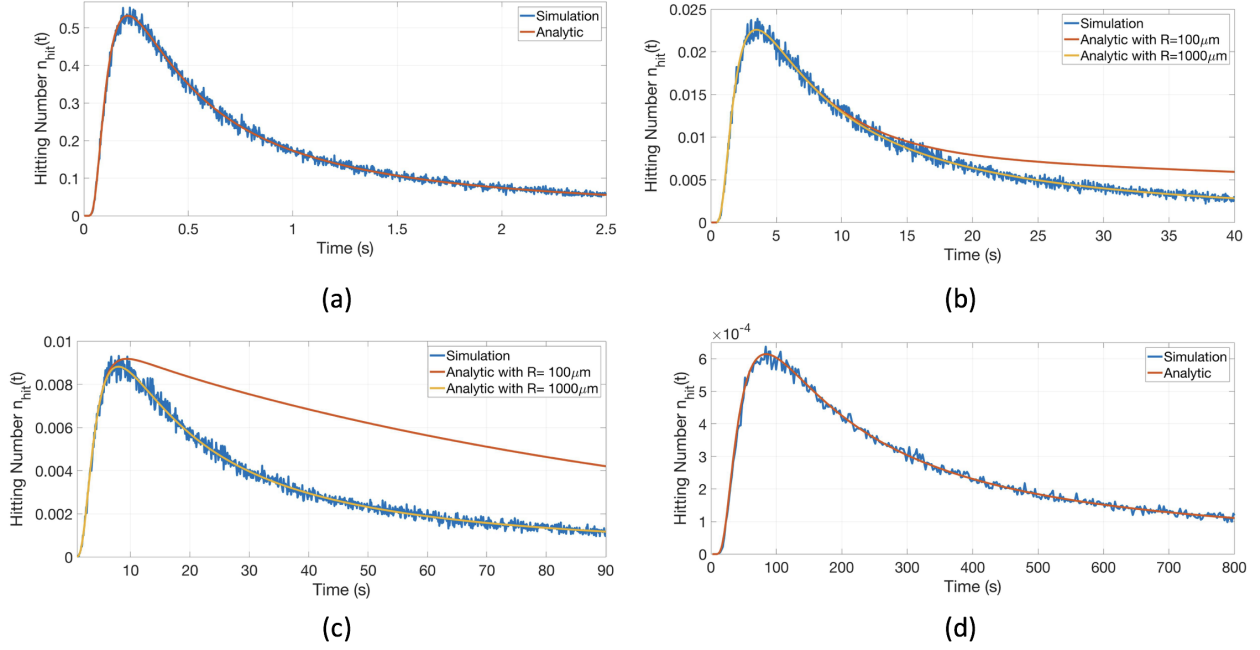 Hitting Number n_hit(t)
0.5
0.4
0.3
0.2
0.1
0
0
0.5
1
1.5
2
2.5
Time (s)
Simulation
Analytic
(a)
Hitting Number n_hit(t)
0.025
0.02
0.015
0.01
0.005
0
0
5
10
15
20
25
30
35
40
Time (s)
Simulation
Analytic with R=100μm
Analytic with R=1000μm
(b)
Hitting Number n_hit(t)
0.01
0.008
0.006
0.004
0.002
0
10
20
30
40
50
60
70
80
90
Time (s)
Simulation
Analytic with R= 100μm
Analytic with R= 1000μm
(c)
×10⁻⁴
Hitting Number n_hit(t)
6
5
4
3
2
1
0
0
100
200
300
400
500
600
700
800
Time (s)
Simulation
Analytic
(d)